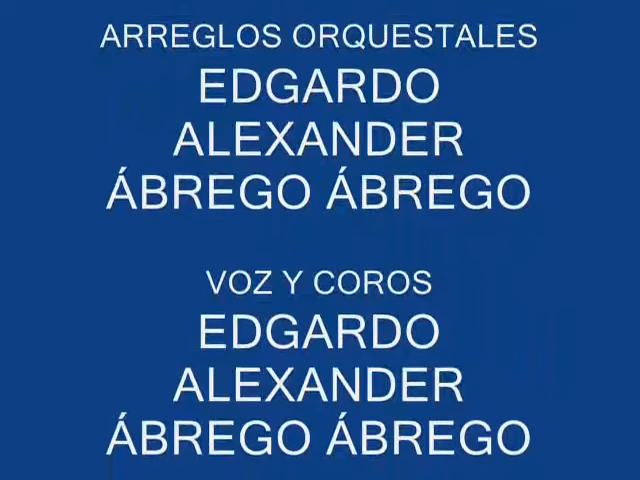 ARREGLOS ORQUESTALES
EDGARDO
ALEXANDER
ÁBREGO ÁBREGO
VOZ Y COROS
EDGARDO
ALEXANDER
ÁBREGO ÁBREGO